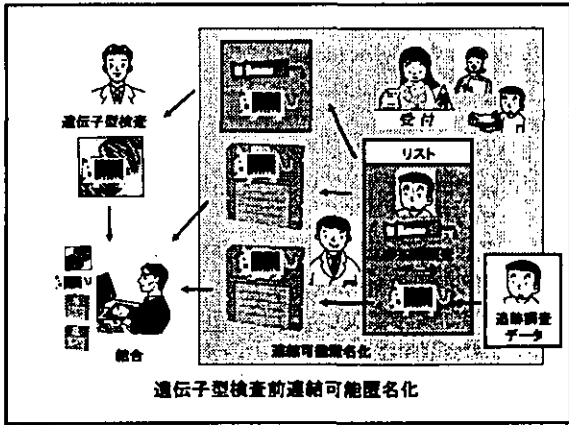 遺伝子型検査
受付
リスト
追跡調査
データ
結合
連結可能匿名化
遺伝子型検査前連結可能匿名化